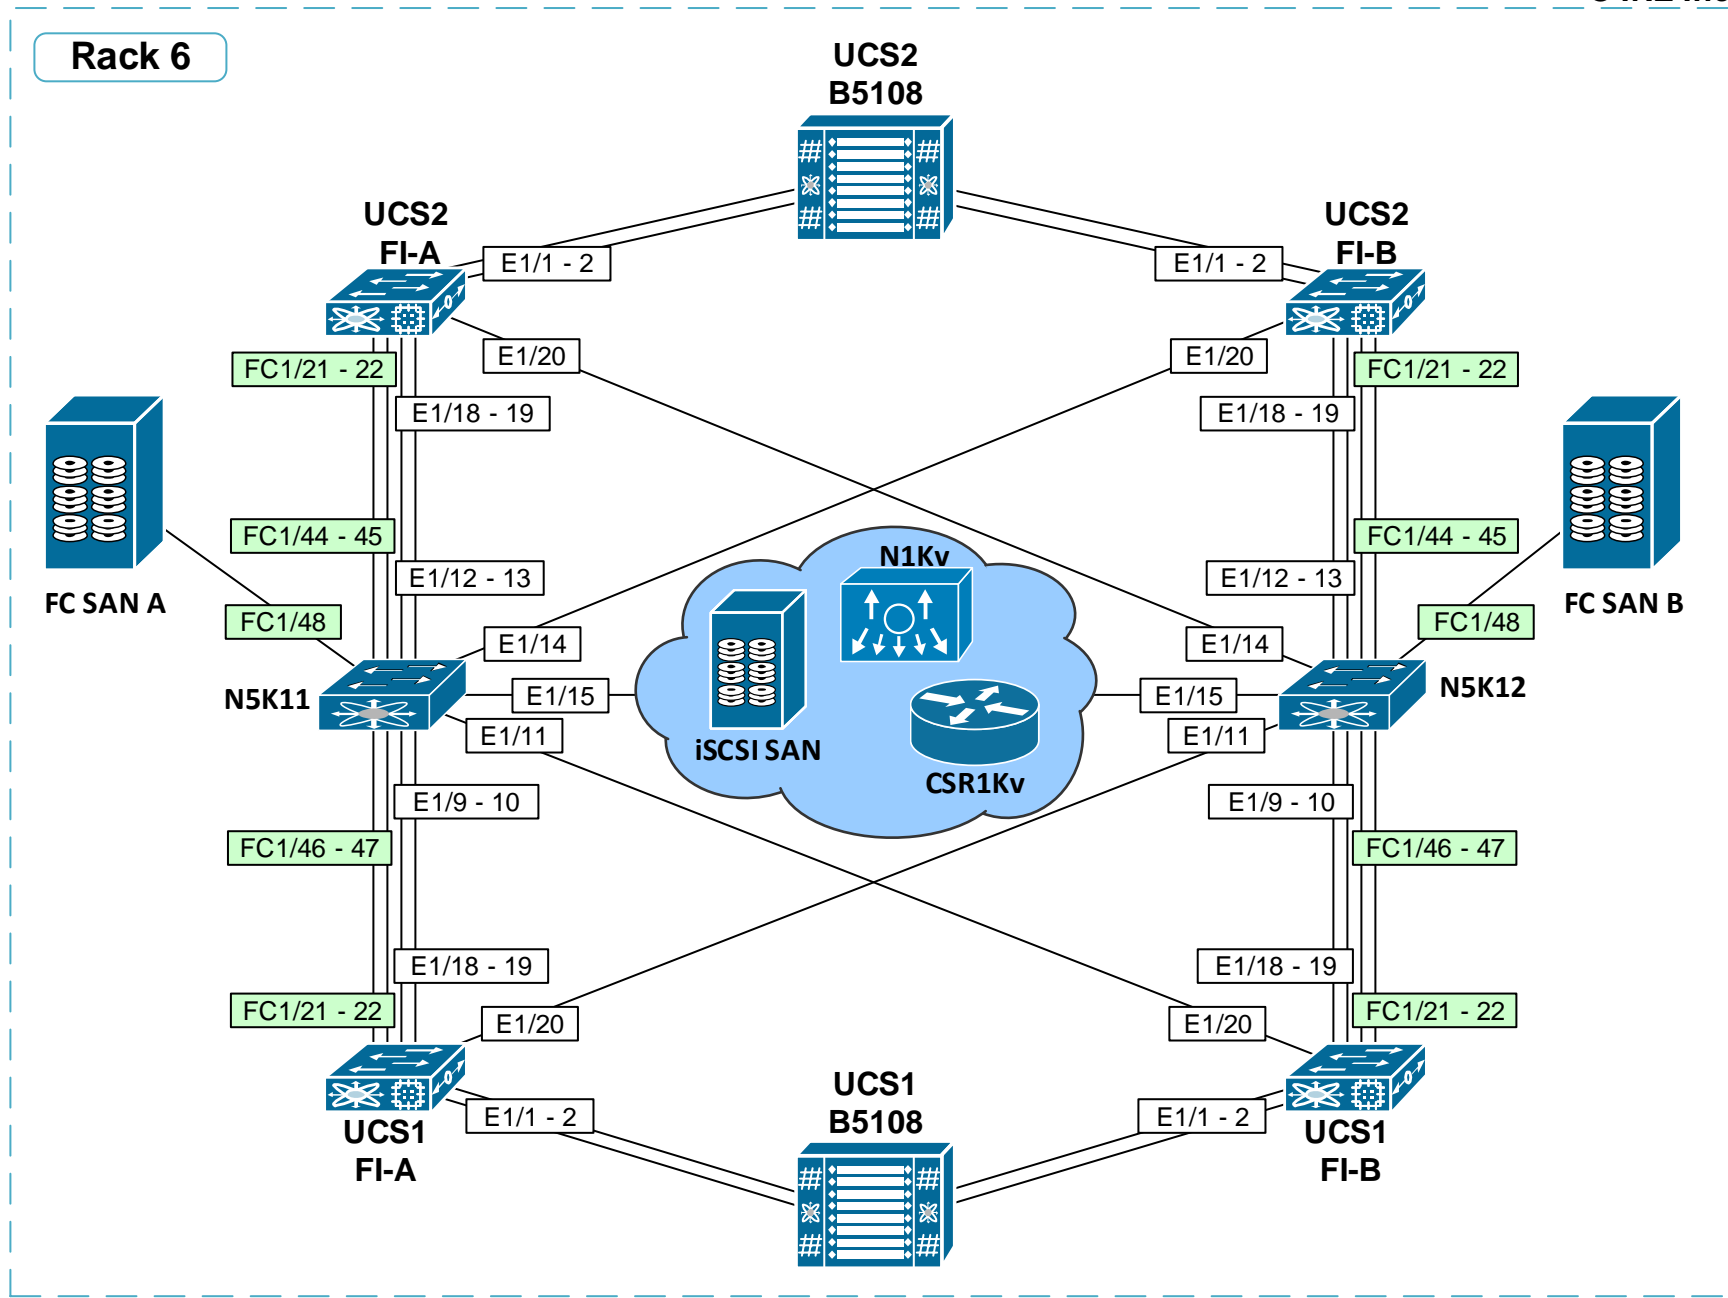 Rack 6
UCS2
B5108
UCS2
FI-A
UCS2
FI-B
E1/1 - 2
E1/1 - 2
E1/20
E1/20
FC1/21 - 22
FC1/21 - 22
E1/18 - 19
E1/18 - 19
FC1/44 - 45
FC1/44 - 45
N1Kv
E1/12 - 13
E1/12 - 13
FC SAN A
FC SAN B
FC1/48
FC1/48
E1/14
E1/14
N5K11
E1/15
E1/15
N5K12
E1/11
E1/11
iSCSI SAN
CSR1Kv
E1/9 - 10
E1/9 - 10
FC1/46 - 47
FC1/46 - 47
E1/18 - 19
E1/18 - 19
FC1/21 - 22
FC1/21 - 22
E1/20
E1/20
UCS1
B5108
E1/1 - 2
E1/1 - 2
UCS1
FI-A
UCS1
FI-B